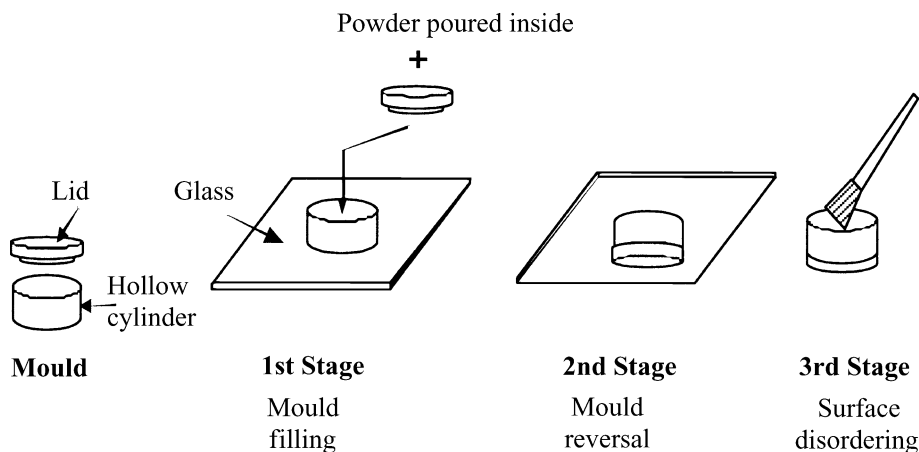 Powder poured inside
+
Lid
Glass
Hollow
cylinder
Mould
1st Stage
Mould
filling
2nd Stage
Mould
reversal
3rd Stage
Surface
disordering